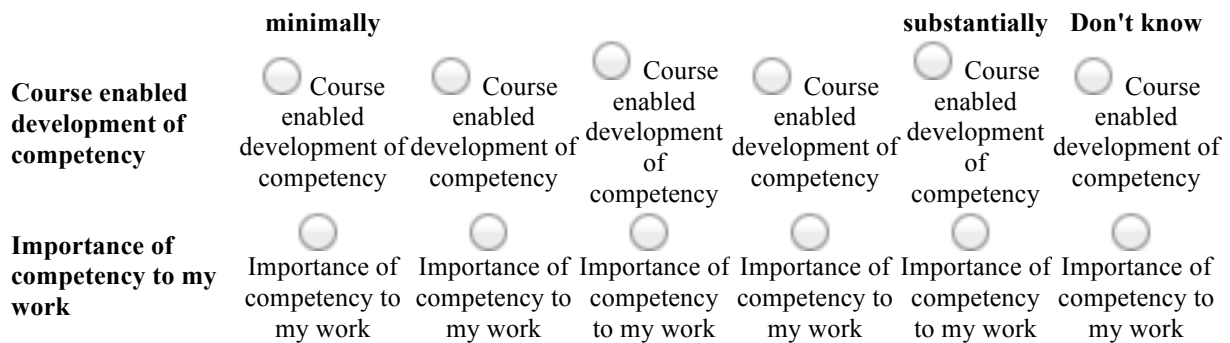 minimally substantially Don't know
Course enabled development of competency
Course enabled development of competency
Course enabled development of competency
Course enabled development of competency
Course enabled development of competency
Course enabled development of competency
Course enabled development of competency
Importance of competency to my work
Importance of competency to my work
Importance of competency to my work
Importance of competency to my work
Importance of competency to my work
Importance of competency to my work
Importance of competency to my work